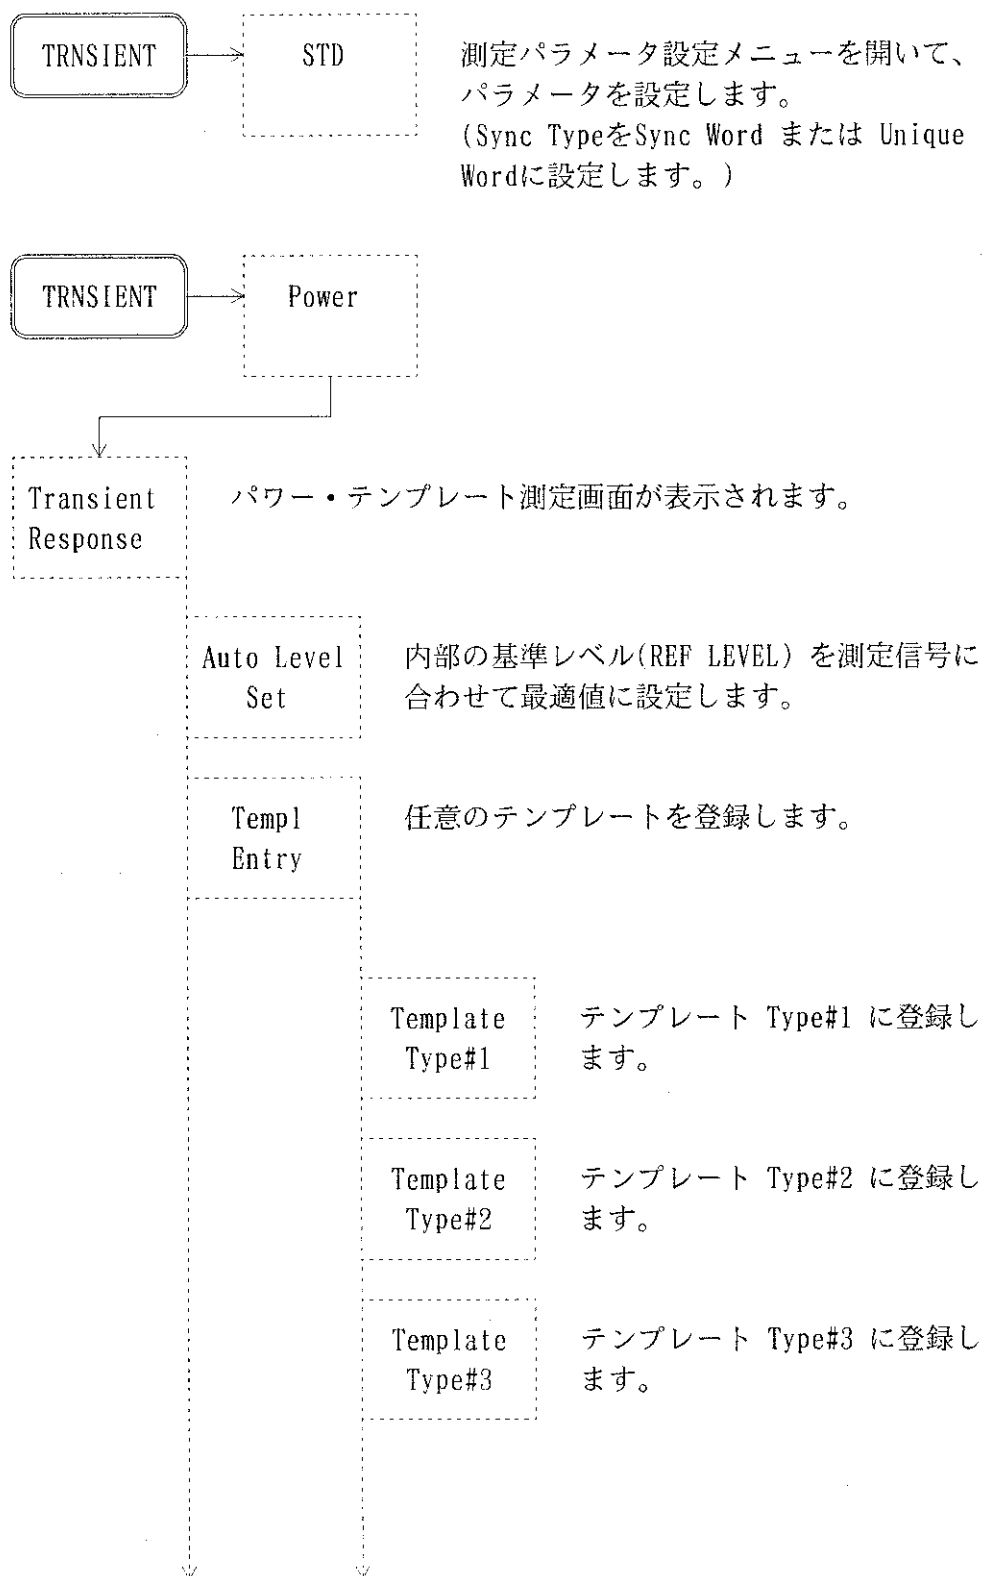 TRNSIENT
STD
測定パラメータ設定メニューを開いて、
パラメータを設定します。
(Sync TypeをSync Word または Unique
Wordに設定します。)
TRNSIENT
Power
Transient
Response
パワー・テンプレート測定画面が表示されます。
Auto Level
Set
内部の基準レベル(REF LEVEL) を測定信号に
合わせて最適値に設定します。
Templ
Entry
任意のテンプレートを登録します。
Template
Type#1
テンプレート Type#1 に登録し
ます。
Template
Type#2
テンプレート Type#2 に登録し
ます。
Template
Type#3
テンプレート Type#3 に登録し
ます。